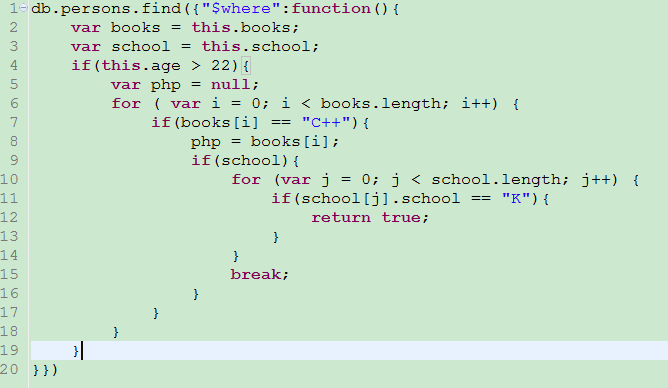 1 db.persons.find({"$where":function(){
2     var books = this.books;
3     var school = this.school;
4     if(this.age > 22){
5         var php = null;
6         for ( var i = 0; i < books.length; i++) {
7             if(books[i] == "C++"){
8                 php = books[i];
9                 if(school){
10                     for (var j = 0; j < school.length; j++) {
11                         if(school[j].school == "K"){
12                             return true;
13                         }
14                     }
15                     break;
16                 }
17             }
18         }
19     }
20 }})